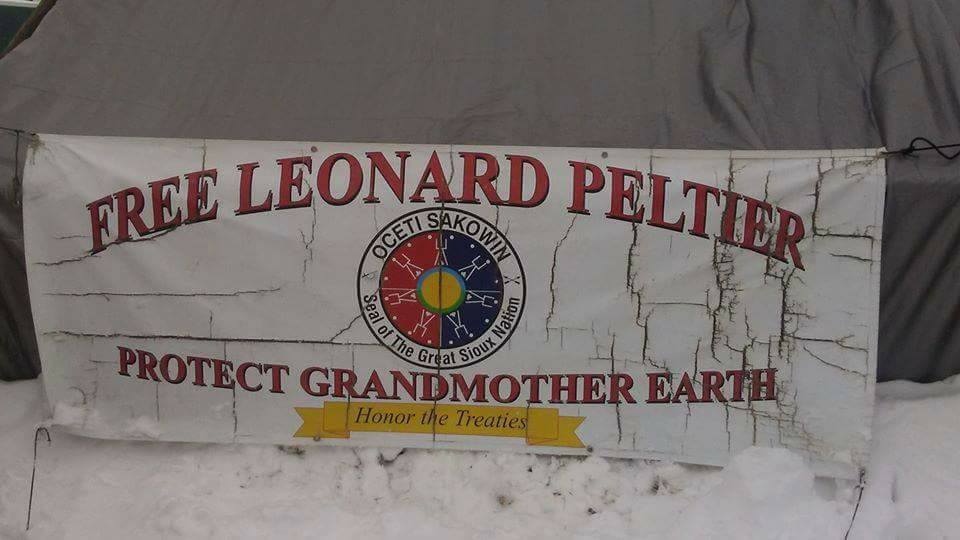 FREE LEONARD PELTIER
OCETI SAKOWIN
Seal of The Great Sioux Nation
PROTECT GRANDMOTHER EARTH
Honor the Treaties